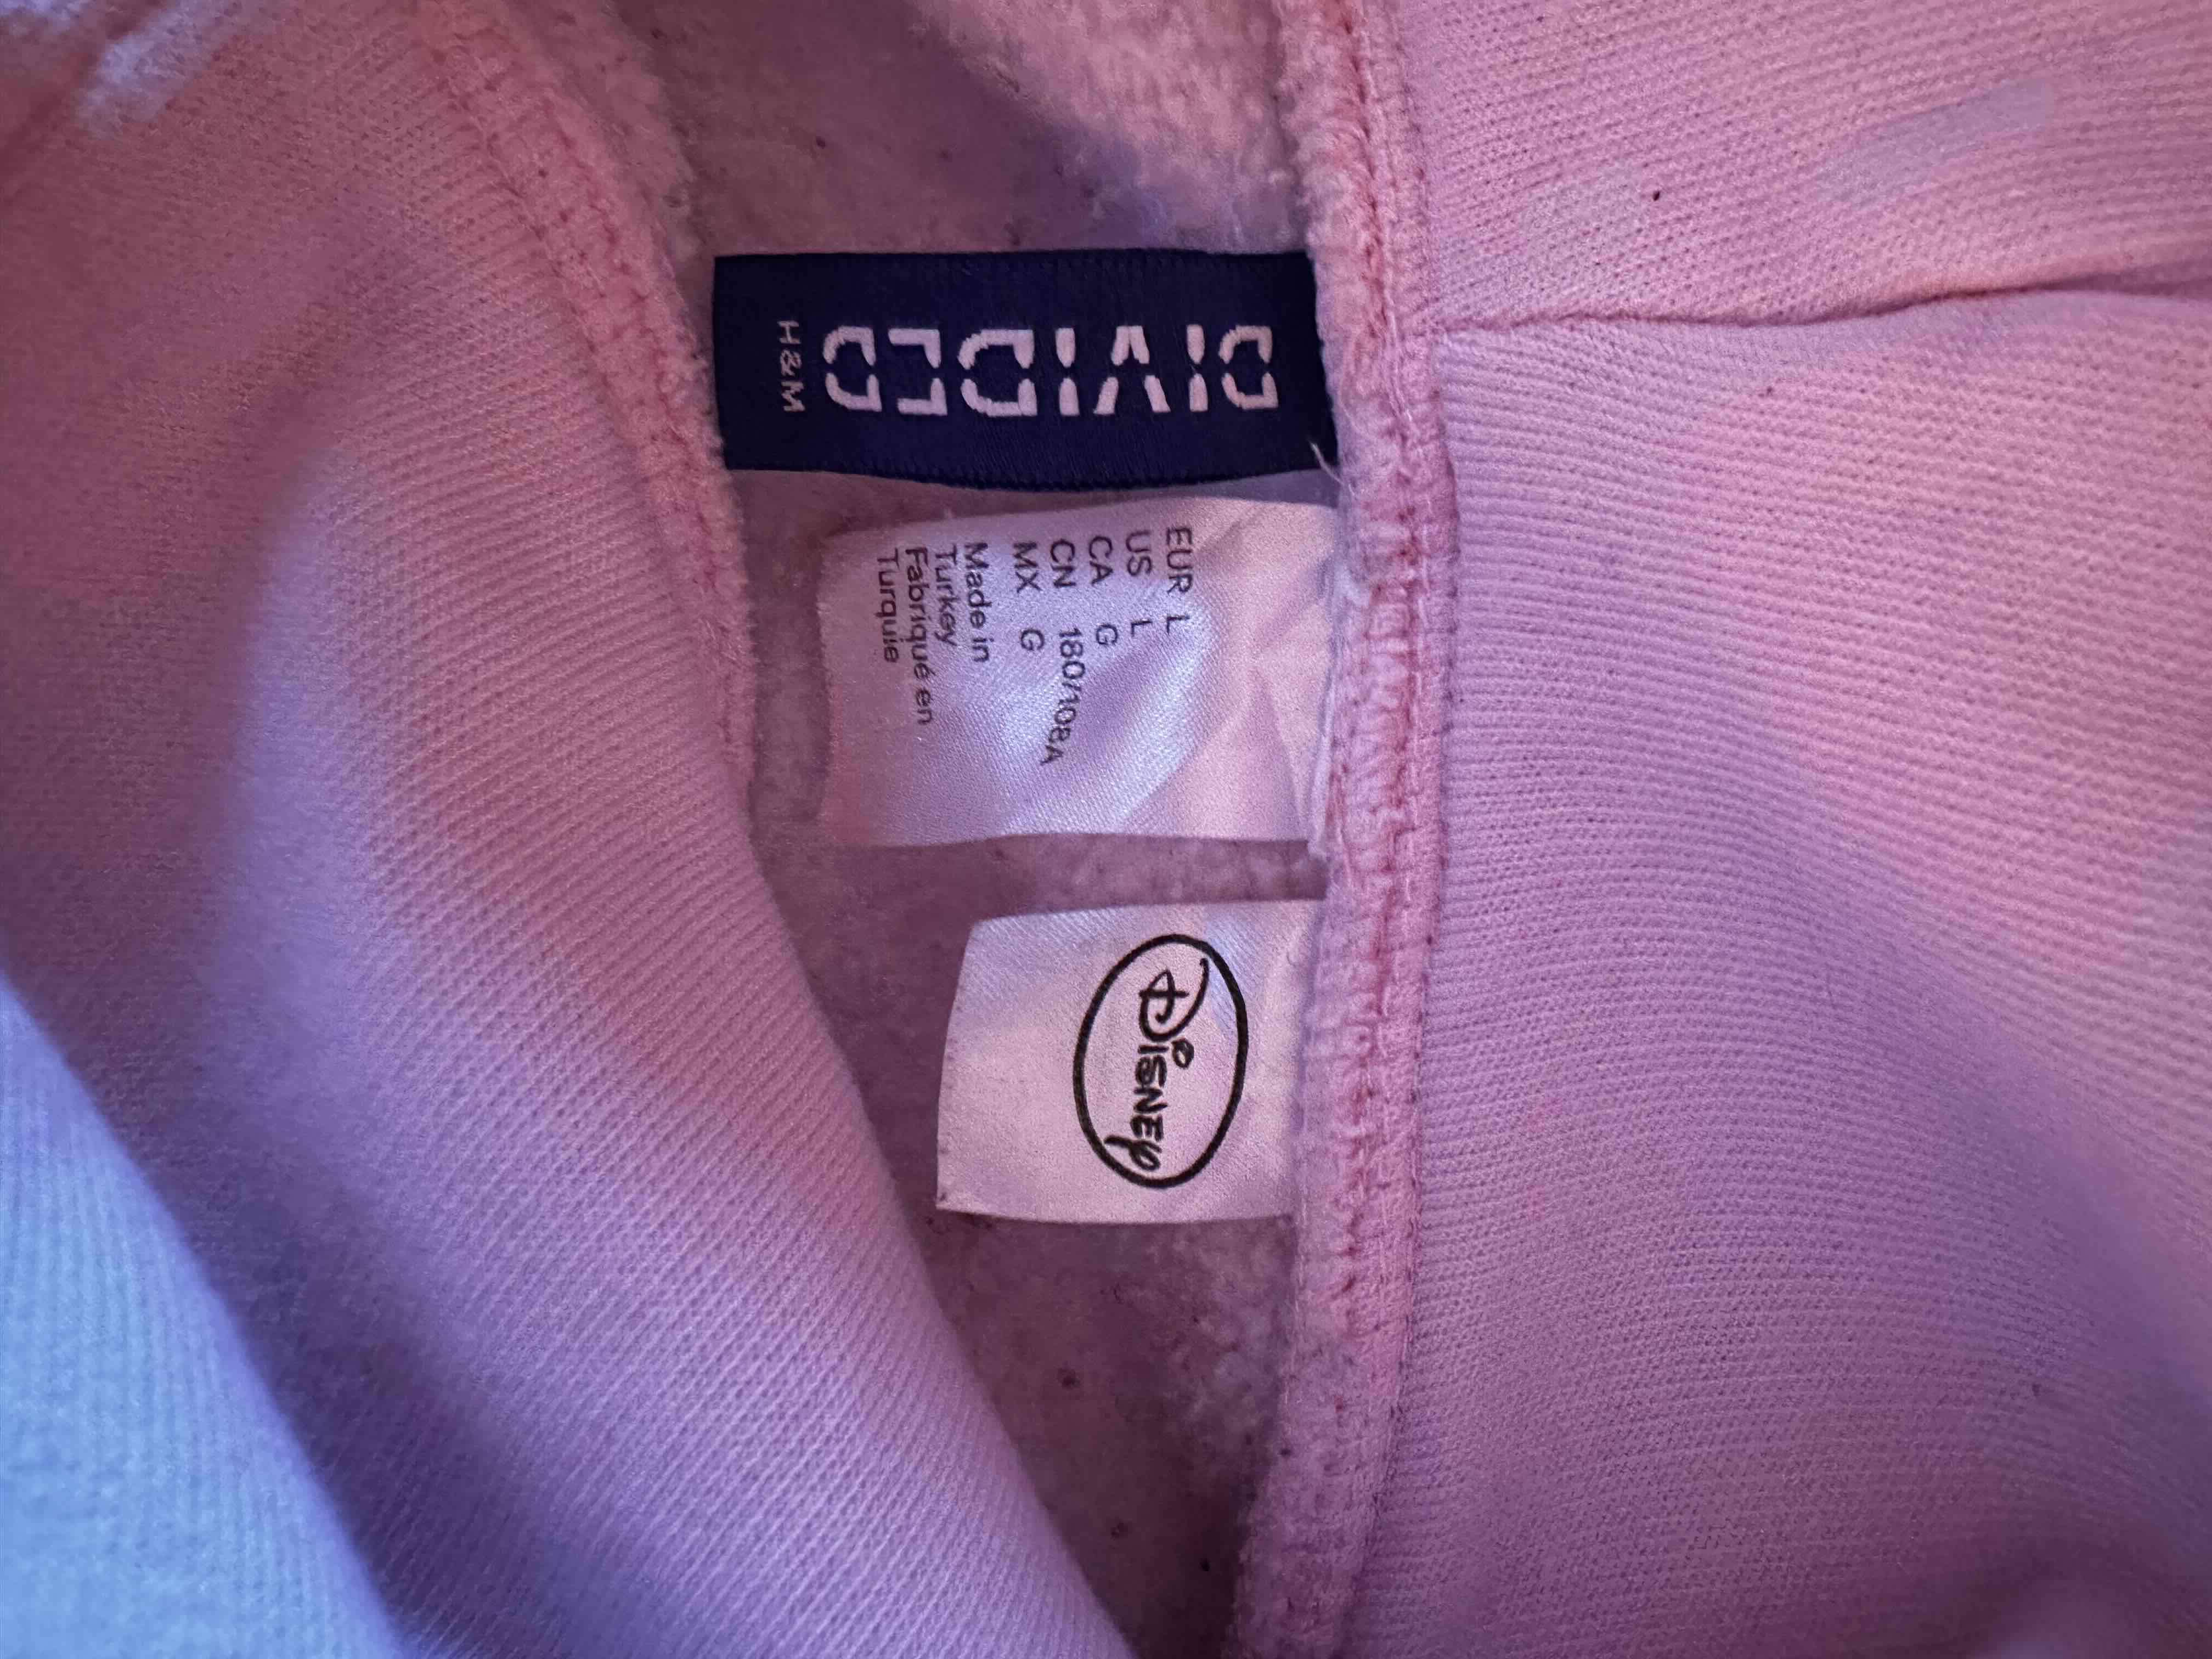 DIVIDED
H&M
EUR L
US L
CA G
CN 180/108A
MX G
Made in
Turkey
Fabriqué en
Turquie
Disney